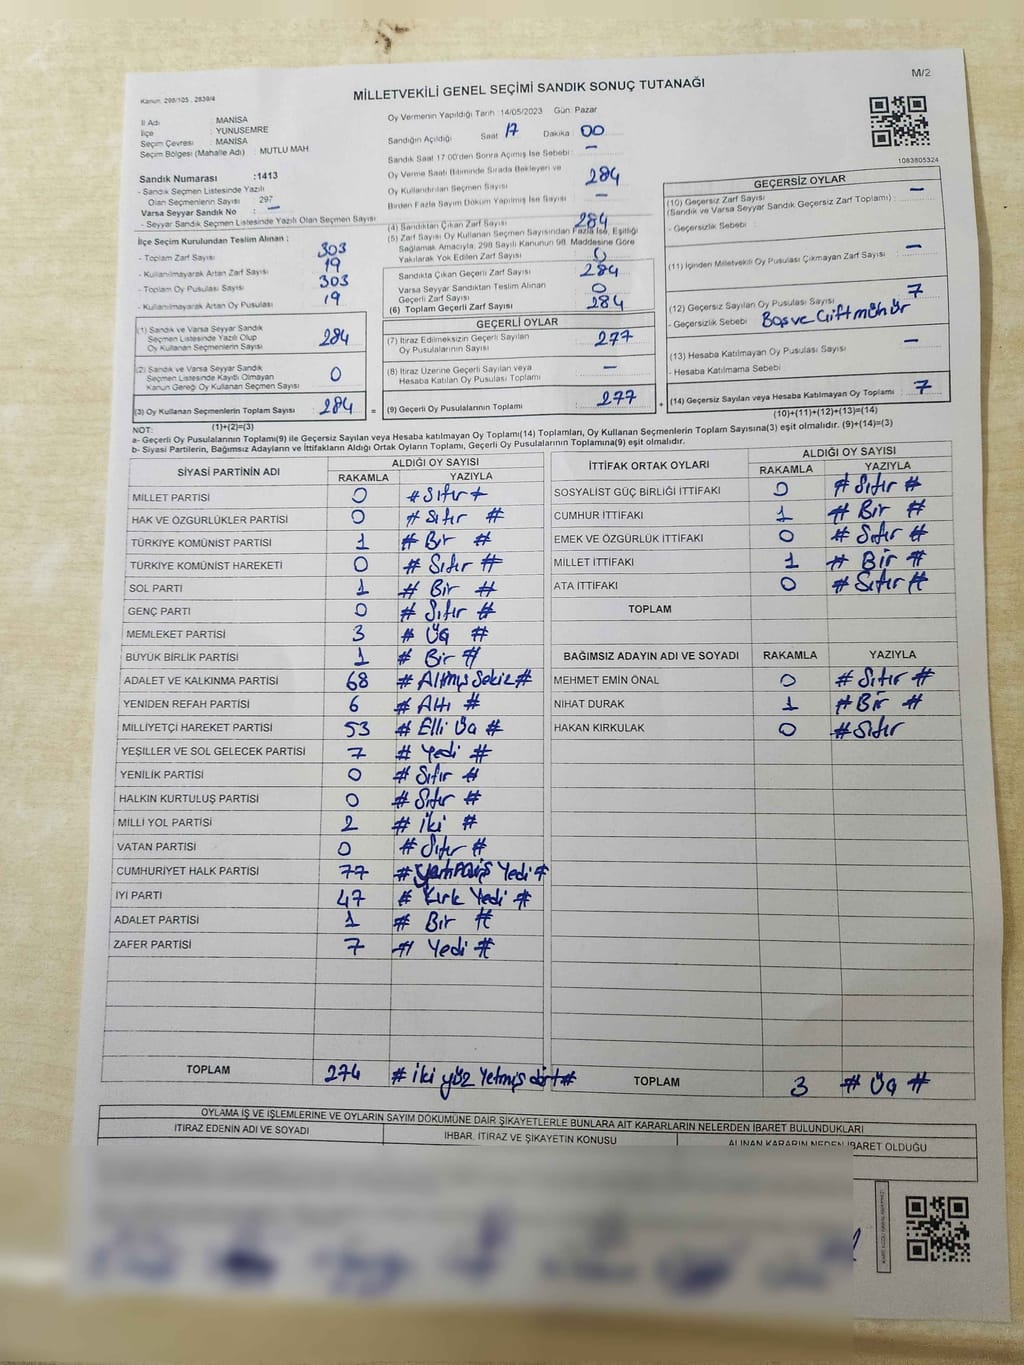 M/2
Kanun: 298/105 , 2839/4
MİLLETVEKİLİ GENEL SEÇİMİ SANDIK SONUÇ TUTANAĞI
İl Adı : MANİSA
İlçe : YUNUSEMRE
Seçim Çevresi : MANİSA
Seçim Bölgesi (Mahalle Adı) : MUTLU MAH
Sandık Numarası :1413
- Sandık Seçmen Listesinde Yazılı
Olan Seçmenlerin Sayısı : 297
Varsa Seyyar Sandık No : –
- Seyyar Sandık Seçmen Listesinde Yazılı Olan Seçmen Sayısı
İlçe Seçim Kurulundan Teslim Alınan :
- Toplam Zarf Sayısı : 303
- Kullanılmayarak Artan Zarf Sayısı : 19
- Toplam Oy Pusulası Sayısı : 303
- Kullanılmayarak Artan Oy Pusulası : 19
(1) Sandık ve Varsa Seyyar Sandık
Seçmen Listesinde Yazılı Olup
Oy Kullanan Seçmenlerin Sayısı 284
(2) Sandık ve Varsa Seyyar Sandık
Seçmen Listesinde Kayıtlı Olmayan
Kanun Gereği Oy Kullanan Seçmen Sayısı 0
(3) Oy Kullanan Seçmenlerin Toplam Sayısı : 284 =
(1)+(2)=(3)
Oy Vermenin Yapıldığı Tarih :14/05/2023 Gün: Pazar
Sandığın Açıldığı Saat 17 Dakika 00
Sandık Saat 17:00'den Sonra Açılmış İse Sebebi : –
Oy Verme Saati Bitiminde Sırada Bekleyen ve
Oy Kullandırılan Seçmen Sayısı 284
Birden Fazla Sayım Döküm Yapılmış İse Sayısı –
(4) Sandıktan Çıkan Zarf Sayısı 284
(5) Zarf Sayısı Oy Kullanan Seçmen Sayısından Fazla İse, Eşitliği
Sağlamak Amacıyla, 298 Sayılı Kanunun 98. Maddesine Göre
Yakılarak Yok Edilen Zarf Sayısı 0
Sandıkta Çıkan Geçerli Zarf Sayısı 284
Varsa Seyyar Sandıktan Teslim Alınan
Geçerli Zarf Sayısı 0
(6) Toplam Geçerli Zarf Sayısı 284
GEÇERLİ OYLAR
(7) İtiraz Edilmeksizin Geçerli Sayılan
Oy Pusulalarının Sayısı 277
(8) İtiraz Üzerine Geçerli Sayılan veya
Hesaba Katılan Oy Pusulası Toplamı –
(9) Geçerli Oy Pusulalarının Toplamı 277 +
1083805324
GEÇERSİZ OYLAR
(10) Geçersiz Zarf Sayısı –
(Sandık ve Varsa Seyyar Sandık Geçersiz Zarf Toplamı) :
- Geçersizlik Sebebi :
(11) İçinden Milletvekili Oy Pusulası Çıkmayan Zarf Sayısı : –
(12) Geçersiz Sayılan Oy Pusulası Sayısı 7
- Geçersizlik Sebebi Boş ve Çift mühür
(13) Hesaba Katılmayan Oy Pusulası Sayısı –
- Hesaba Katılmama Sebebi :
(14) Geçersiz Sayılan veya Hesaba Katılmayan Oy Toplamı : 7
(10)+(11)+(12)+(13)=(14)
NOT:
a- Geçerli Oy Pusulalarının Toplamı(9) ile Geçersiz Sayılan veya Hesaba katılmayan Oy Toplamı(14) Toplamları, Oy Kullanan Seçmenlerin Toplam Sayısına(3) eşit olmalıdır. (9)+(14)=(3)
b- Siyasi Partilerin, Bağımsız Adayların ve İttifakların Aldığı Ortak Oyların Toplamı, Geçerli Oy Pusulalarının Toplamına(9) eşit olmalıdır.
SİYASİ PARTİNİN ADI ALDIĞI OY SAYISI
RAKAMLA YAZIYLA
MİLLET PARTİSİ 0 # Sıfır #
HAK VE ÖZGÜRLÜKLER PARTİSİ 0 # Sıfır #
TÜRKİYE KOMÜNİST PARTİSİ 1 # Bir #
TÜRKİYE KOMÜNİST HAREKETİ 0 # Sıfır #
SOL PARTİ 1 # Bir #
GENÇ PARTİ 0 # Sıfır #
MEMLEKET PARTİSİ 3 # Üç #
BÜYÜK BİRLİK PARTİSİ 1 # Bir #
ADALET VE KALKINMA PARTİSİ 68 # Altmış Sekiz #
YENİDEN REFAH PARTİSİ 6 # Altı #
MİLLİYETÇİ HAREKET PARTİSİ 53 # Elli Üç #
YEŞİLLER VE SOL GELECEK PARTİSİ 7 # Yedi #
YENİLİK PARTİSİ 0 # Sıfır #
HALKIN KURTULUŞ PARTİSİ 0 # Sıfır #
MİLLİ YOL PARTİSİ 2 # İki #
VATAN PARTİSİ 0 # Sıfır #
CUMHURİYET HALK PARTİSİ 77 # Yetmiş Yedi #
İYİ PARTİ 47 # Kırk Yedi #
ADALET PARTİSİ 1 # Bir #
ZAFER PARTİSİ 7 # Yedi #
TOPLAM 274 # iki yüz yetmiş dört #
İTTİFAK ORTAK OYLARI ALDIĞI OY SAYISI
RAKAMLA YAZIYLA
SOSYALİST GÜÇ BİRLİĞİ İTTİFAKI 0 # Sıfır #
CUMHUR İTTİFAKI 1 # Bir #
EMEK VE ÖZGÜRLÜK İTTİFAKI 0 # Sıfır #
MİLLET İTTİFAKI 1 # Bir #
ATA İTTİFAKI 0 # Sıfır #
TOPLAM
BAĞIMSIZ ADAYIN ADI VE SOYADI RAKAMLA YAZIYLA
MEHMET EMİN ÖNAL 0 # Sıfır #
NİHAT DURAK 1 # Bir #
HAKAN KIRKULAK 0 # Sıfır
TOPLAM 3 # Üç #
OYLAMA İŞ VE İŞLEMLERİNE VE OYLARIN SAYIM DÖKÜMÜNE DAİR ŞİKAYETLERLE BUNLARA AİT KARARLARIN NELERDEN İBARET BULUNDUKLARI
İTİRAZ EDENİN ADI VE SOYADI İHBAR, İTİRAZ VE ŞİKAYETİN KONUSU ALINAN KARARIN NEDEN İBARET OLDUĞU